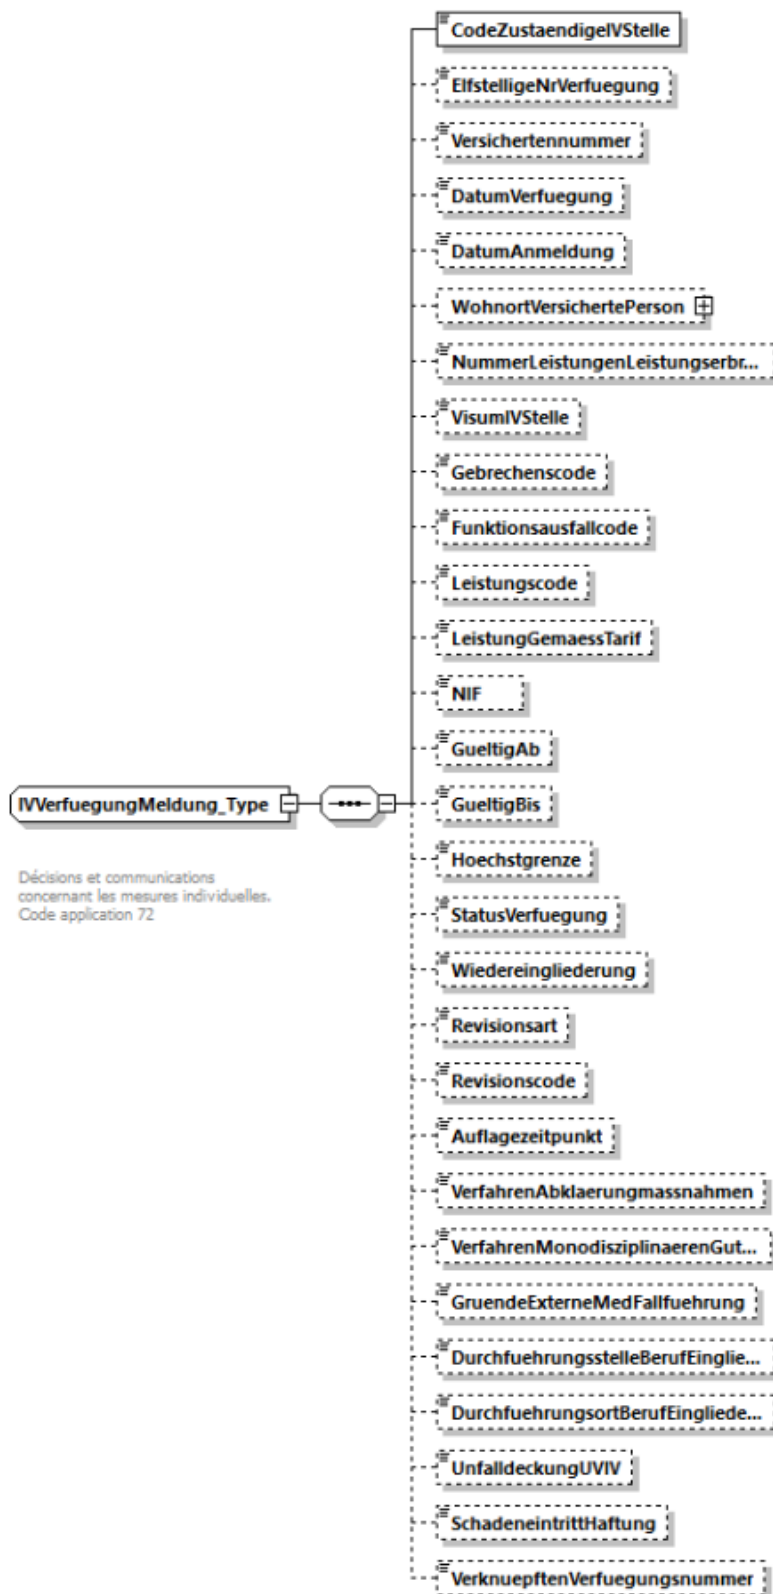 CodeZustaendigeIVStelle
ElfstelligeNrVerfuegung
Versichertennummer
DatumVerfuegung
DatumAnmeldung
WohnortVersichertePerson
NummerLeistungenLeistungserbr...
VisumIVStelle
Gebrechenscode
Funktionsausfallcode
Leistungscode
LeistungGemaessTarif
NIF
GueltigAb
IVVerfuegungMeldung_Type
GueltigBis
Décisions et communications
concernant les mesures individuelles.
Code application 72
Hoechstgrenze
StatusVerfuegung
Wiedereingliederung
Revisionsart
Revisionscode
Auflagezeitpunkt
VerfahrenAbklaerungmassnahmen
VerfahrenMonodisziplinaerenGut...
GruendeExterneMedFallfuehrung
DurchfuehrungsstelleBerufEinglie...
DurchfuehrungsortBerufEingliede...
UnfalldeckungUVIV
SchadeneintrittHaftung
VerknuepftenVerfuegungsnummer